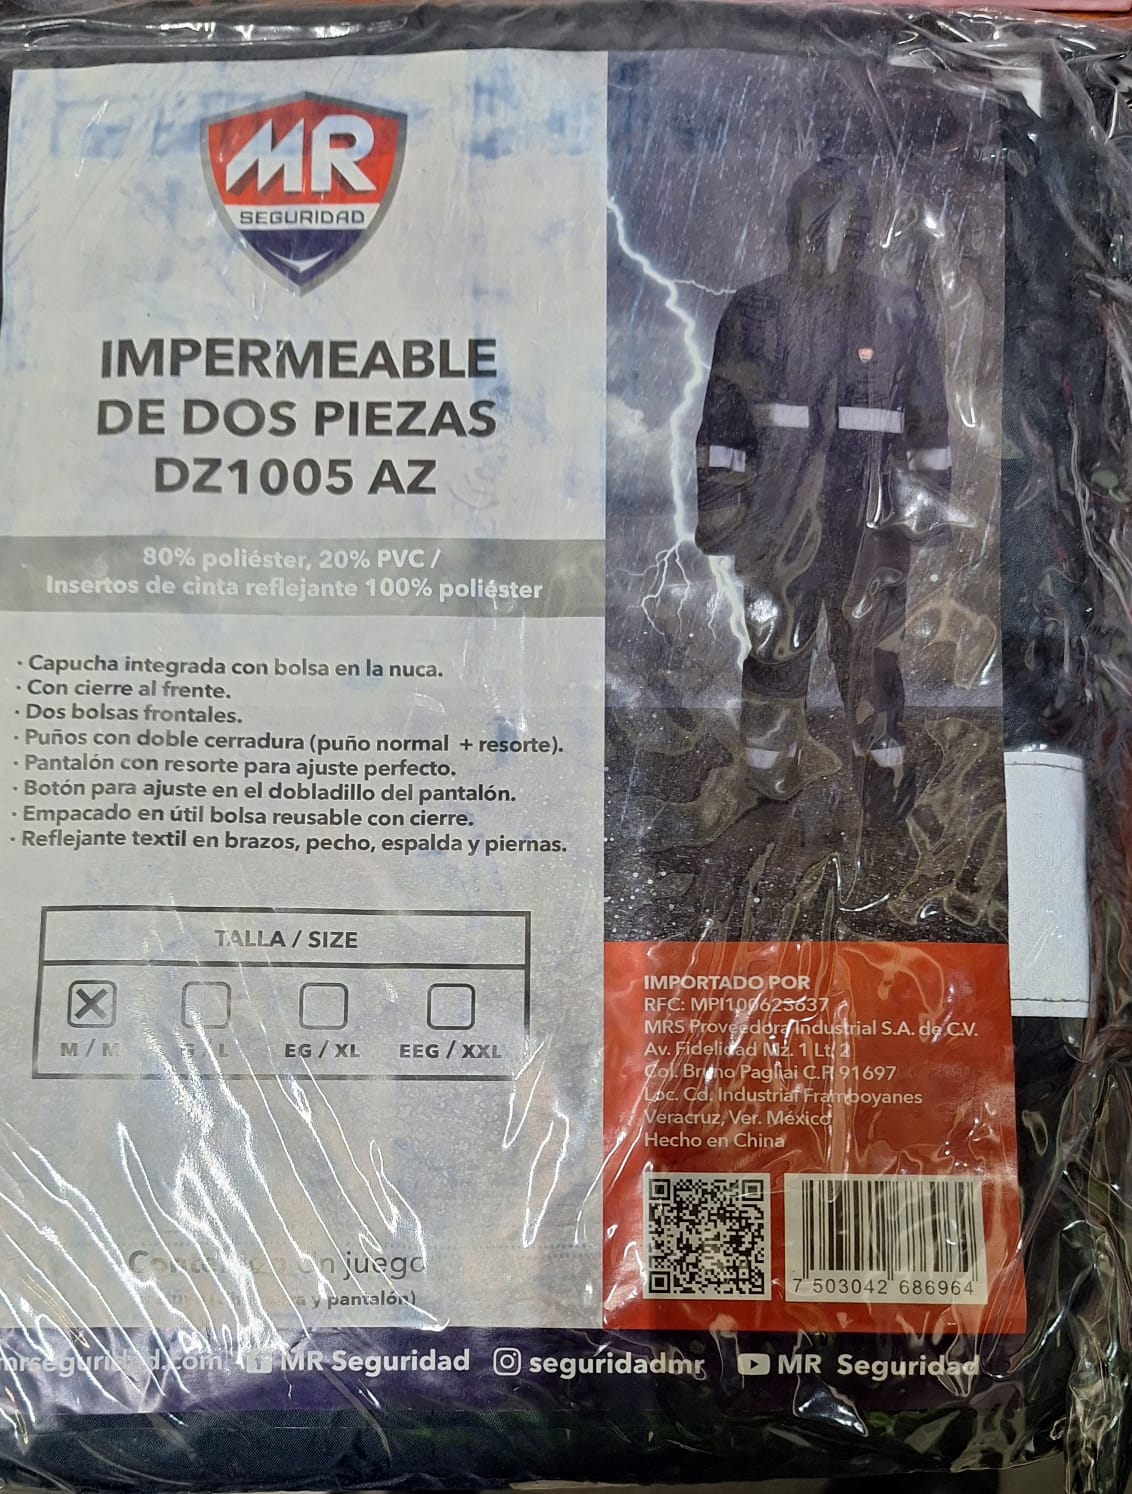 MR
SEGURIDAD
IMPERMEABLE
DE DOS PIEZAS
DZ1005 AZ
80% poliéster, 20% PVC /
Insertos de cinta reflejante 100% poliéster
· Capucha integrada con bolsa en la nuca.
· Con cierre al frente.
· Dos bolsas frontales.
· Puños con doble cerradura (puño normal + resorte).
· Pantalón con resorte para ajuste perfecto.
· Botón para ajuste en el dobladillo del pantalón.
· Empacado en útil bolsa reusable con cierre.
· Reflejante textil en brazos, pecho, espalda y piernas.
TALLA / SIZE
M / M G / L EG / XL EEG / XXL
juego
y pantalón)
IMPORTADO POR
RFC: MPI100623637
MRS Proveedora Industrial S.A. de C.V.
Av. Fidelidad Mz. 1 Lt. 2
Col. Bruno Pagliai C.P. 91697
Loc. Cd. Industrial Framboyanes
Veracruz, Ver. México
Hecho en China
7 503042 686964
mrseguridad.com MR Seguridad seguridadmr MR Seguridad